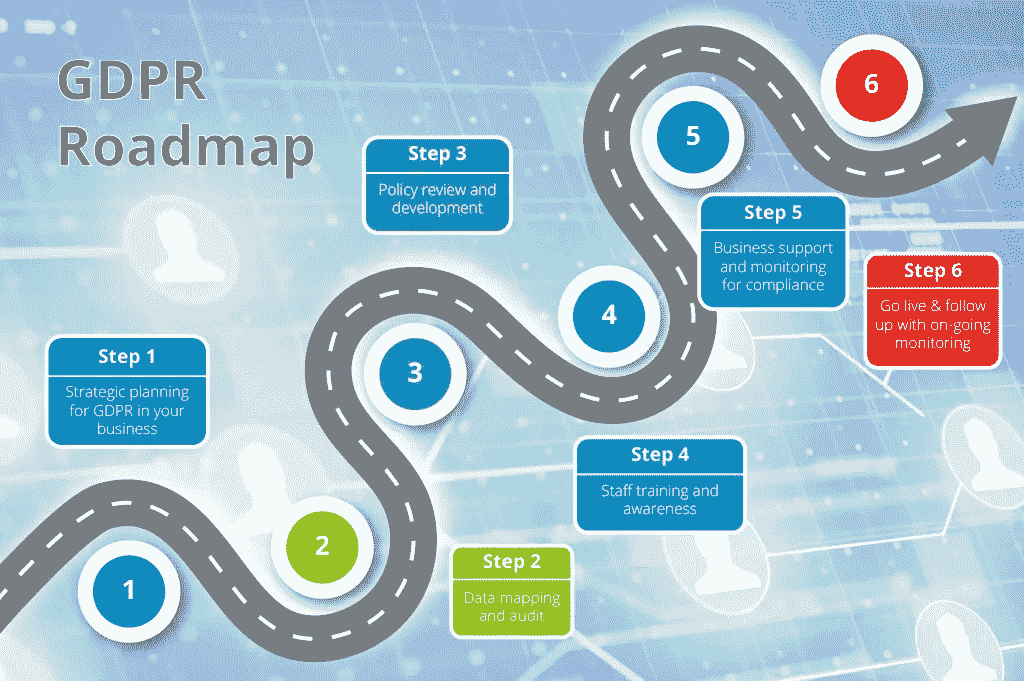 GDPR
Roadmap
Step 1
Strategic planning
for GDPR in your
business
1
Step 2
Data mapping
and audit
2
Step 3
Policy review and
development
3
Step 4
Staff training and
awareness
4
Step 5
Business support
and monitoring
for compliance
5
Step 6
Go live & follow
up with on-going
monitoring
6